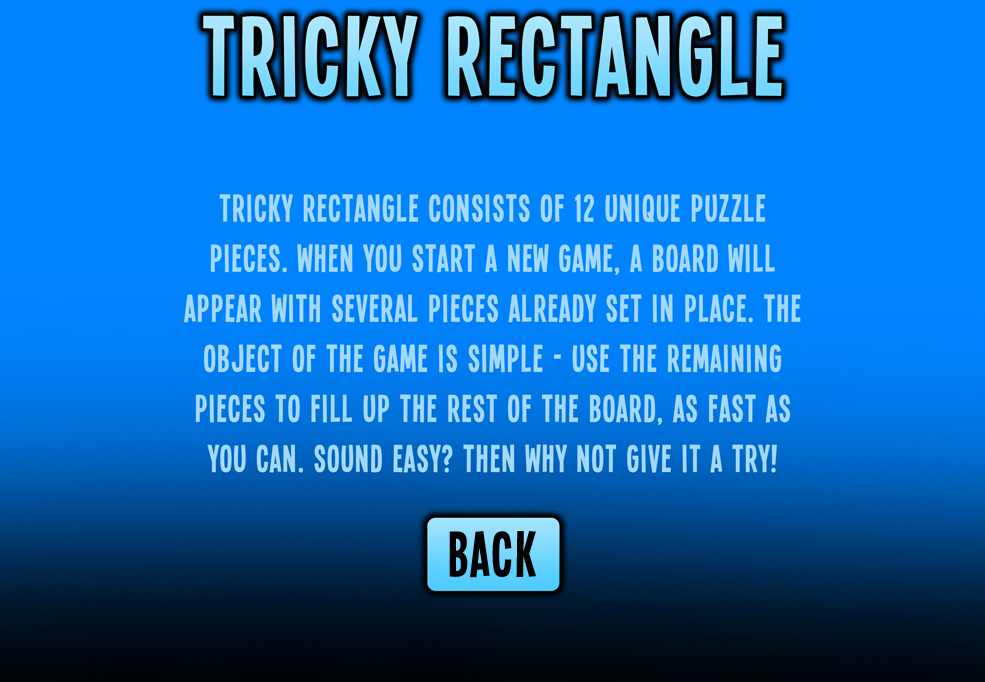 TRICKY RECTANGLE
TRICKY RECTANGLE CONSISTS OF 12 UNIQUE PUZZLE
PIECES. WHEN YOU START A NEW GAME, A BOARD WILL
APPEAR WITH SEVERAL PIECES ALREADY SET IN PLACE. THE
OBJECT OF THE GAME IS SIMPLE - USE THE REMAINING
PIECES TO FILL UP THE REST OF THE BOARD, AS FAST AS
YOU CAN. SOUND EASY? THEN WHY NOT GIVE IT A TRY!
BACK